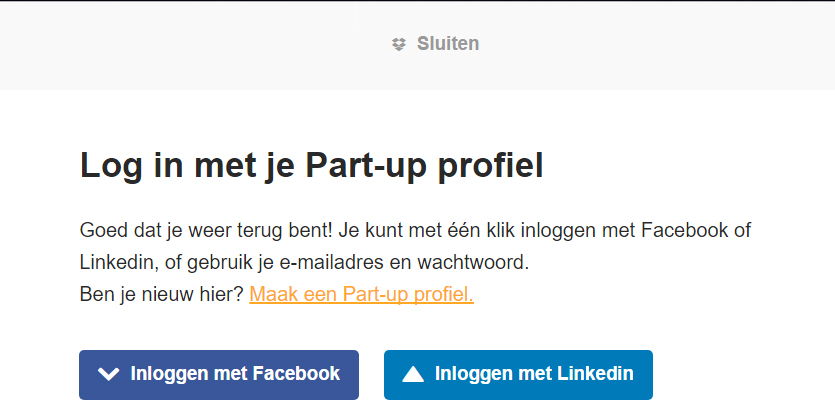 Sluiten
Log in met je Part-up profiel
Goed dat je weer terug bent! Je kunt met één klik inloggen met Facebook of
Linkedin, of gebruik je e-mailadres en wachtwoord.
Ben je nieuw hier? Maak een Part-up profiel.
Inloggen met Facebook
Inloggen met Linkedin